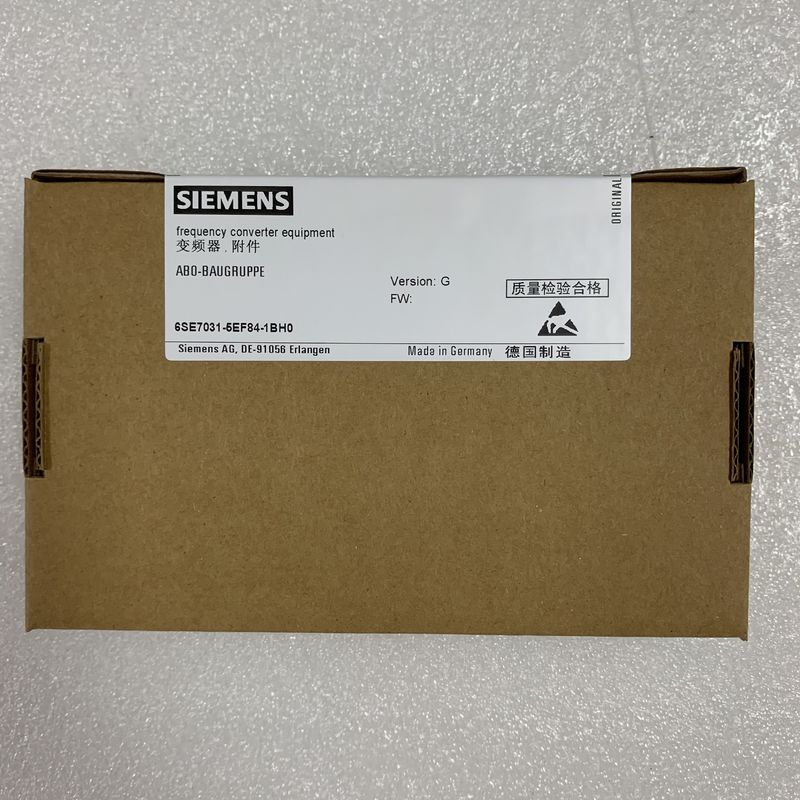 SIEMENS
ORIGINAL
frequency converter equipment
变频器 . 附件
ABO-BAUGRUPPE
Version: G
FW:
质量检验合格
6SE7031-5EF84-1BH0
Siemens AG, DE-91056 Erlangen
Made in Germany 德国制造